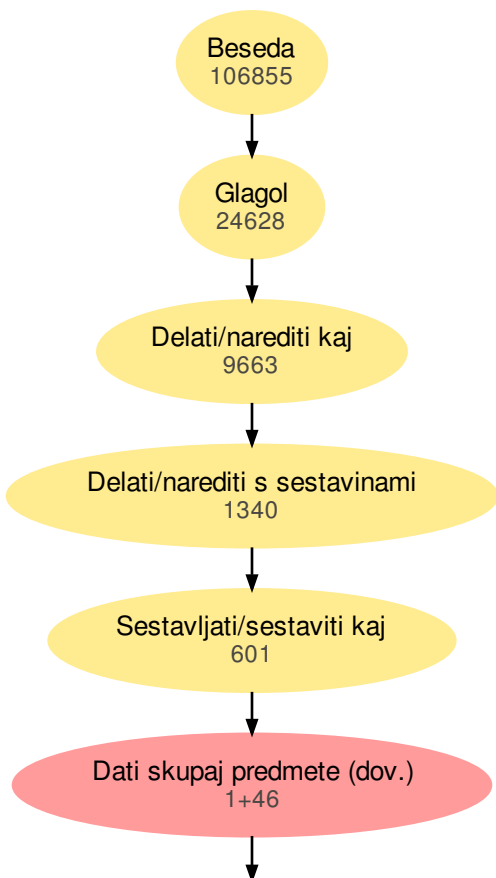 Beseda
106855
Glagol
24628
Delati/narediti kaj
9663
Delati/narediti s sestavinami
1340
Sestavljati/sestaviti kaj
601
Dati skupaj predmete (dov.)
1+46